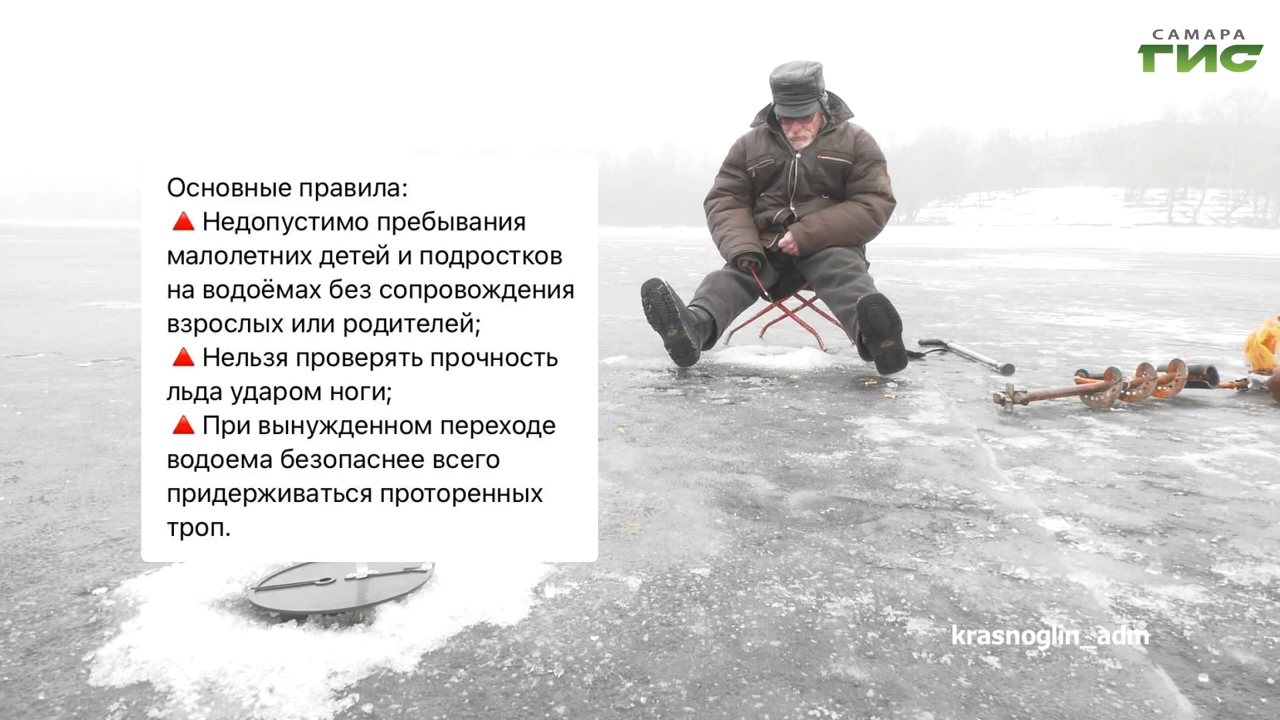 САМАРА
ГИС
Основные правила:
🔺Недопустимо пребывания
малолетних детей и подростков
на водоёмах без сопровождения
взрослых или родителей;
🔺Нельзя проверять прочность
льда ударом ноги;
🔺При вынужденном переходе
водоема безопаснее всего
придерживаться проторенных
троп.
krasnoglin_adm